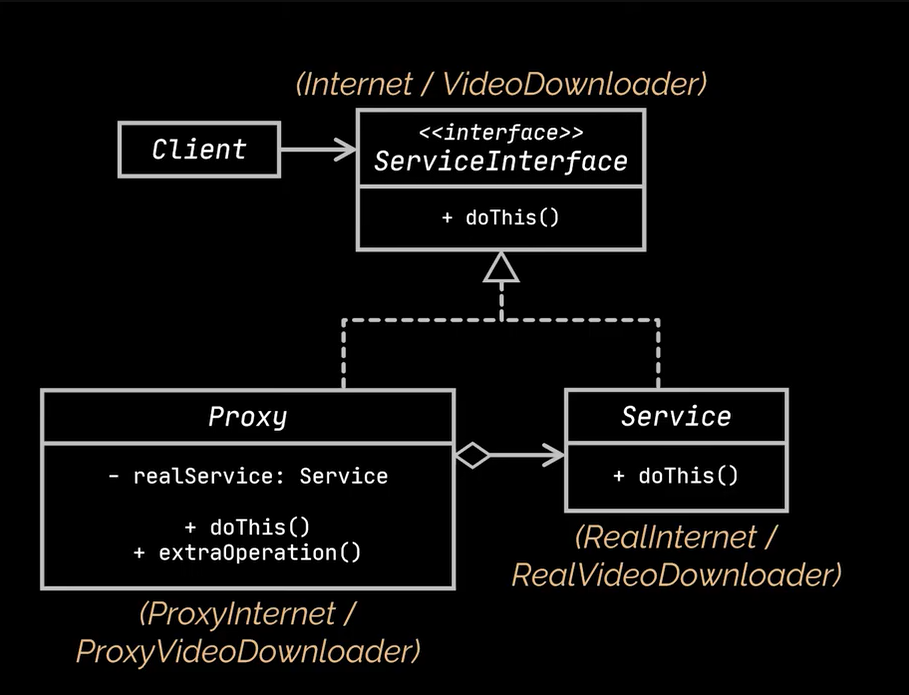 (Internet / VideoDownloader)
Client
<<interface>>
ServiceInterface
+ doThis()
Proxy
- realService: Service
+ doThis()
+ extraOperation()
(ProxyInternet /
ProxyVideoDownloader)
Service
+ doThis()
(RealInternet /
RealVideoDownloader)